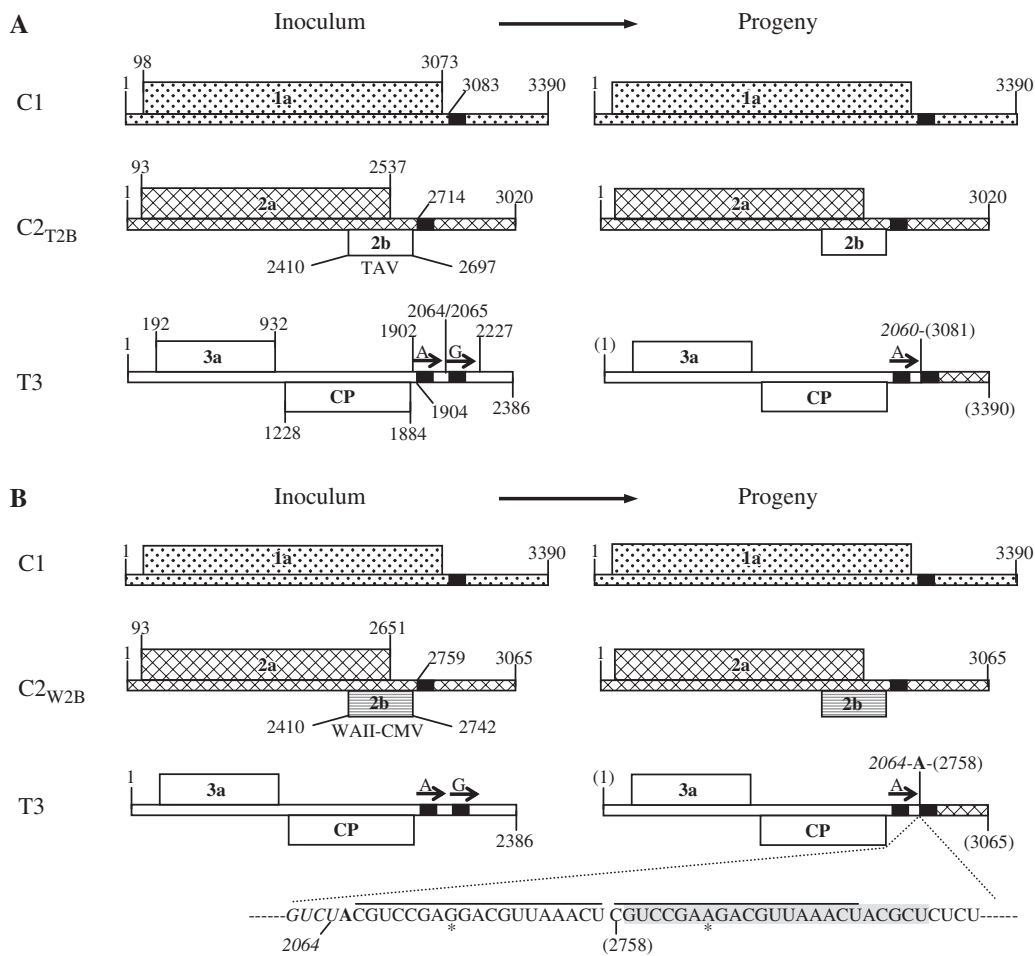 A Inoculum Progeny
C1 1 98 1a 3073 3083 3390 1 1a 3390
C2T2B 1 93 2a 2537 2714 3020 1 2a 3020
2410 2b 2697 2b
TAV
T3 1 192 3a 932 1902 A 2064/2065 G 2227 (1) 3a A 2060-(3081)
1228 CP 1884 1904 2386 CP (3390)
B Inoculum Progeny
C1 1 1a 3390 1 1a 3390
C2W2B 1 93 2a 2651 2759 3065 1 2a 3065
2410 2b 2742 2b
WAII-CMV
T3 1 3a A G (1) 3a A 2064-A-(2758)
CP 2386 CP (3065)
------GUCUACGUCCGAGGACGUUAAACU CGUCCGAAGACGUUAAACUACGCUCUCU-----
2064 * (2758) *